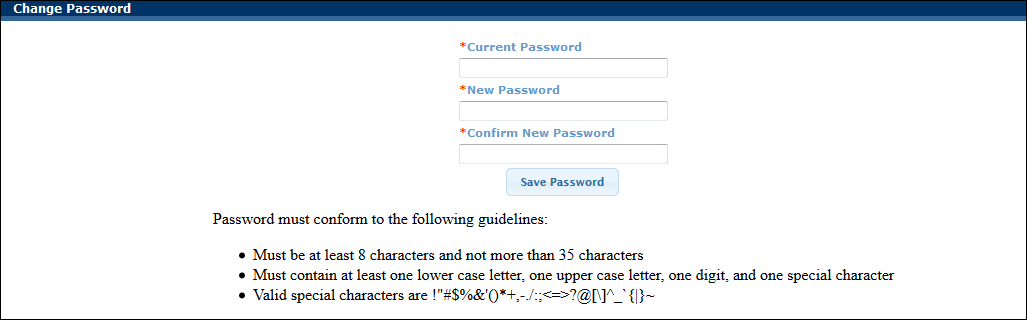 Change Password
*Current Password
*New Password
*Confirm New Password
Save Password
Password must conform to the following guidelines:
• Must be at least 8 characters and not more than 35 characters
• Must contain at least one lower case letter, one upper case letter, one digit, and one special character
• Valid special characters are !"#$%&'()*+,-./:;<=>?@[\]^_`{|}~